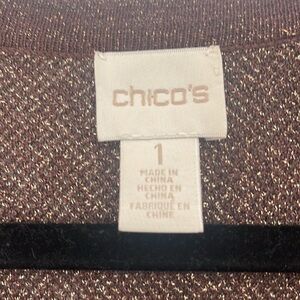 chico's
1
MADE IN
CHINA
HECHO EN
CHINA
FABRIQUÉ EN
CHINE